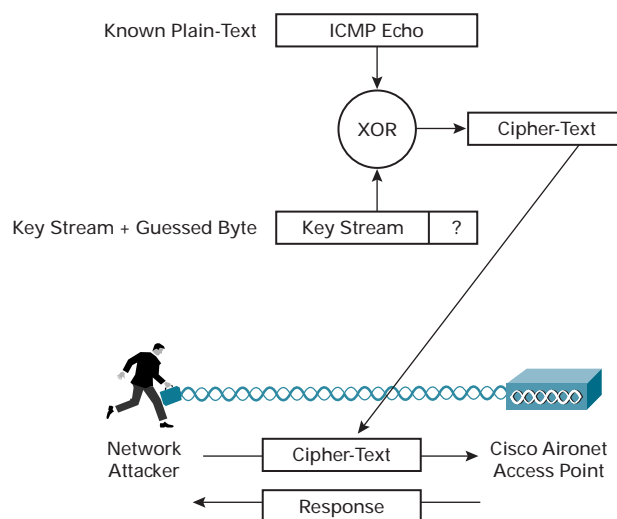 Known Plain-Text
ICMP Echo
XOR
Cipher-Text
Key Stream + Guessed Byte
Key Stream
?
Network
Attacker
Cipher-Text
Cisco Aironet
Access Point
Response